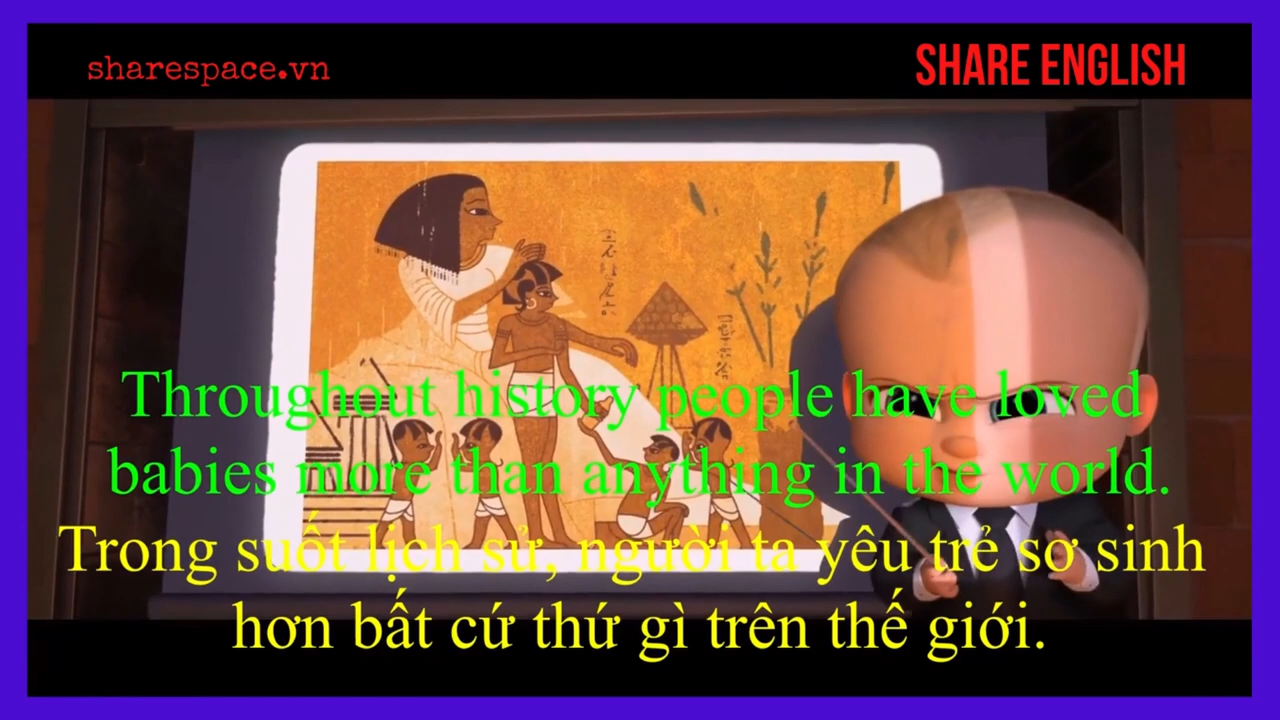 sharespace.vn
SHARE ENGLISH
Throughout history people have loved
babies more than anything in the world.
Trong suốt lịch sử, người ta yêu trẻ sơ sinh
hơn bất cứ thứ gì trên thế giới.